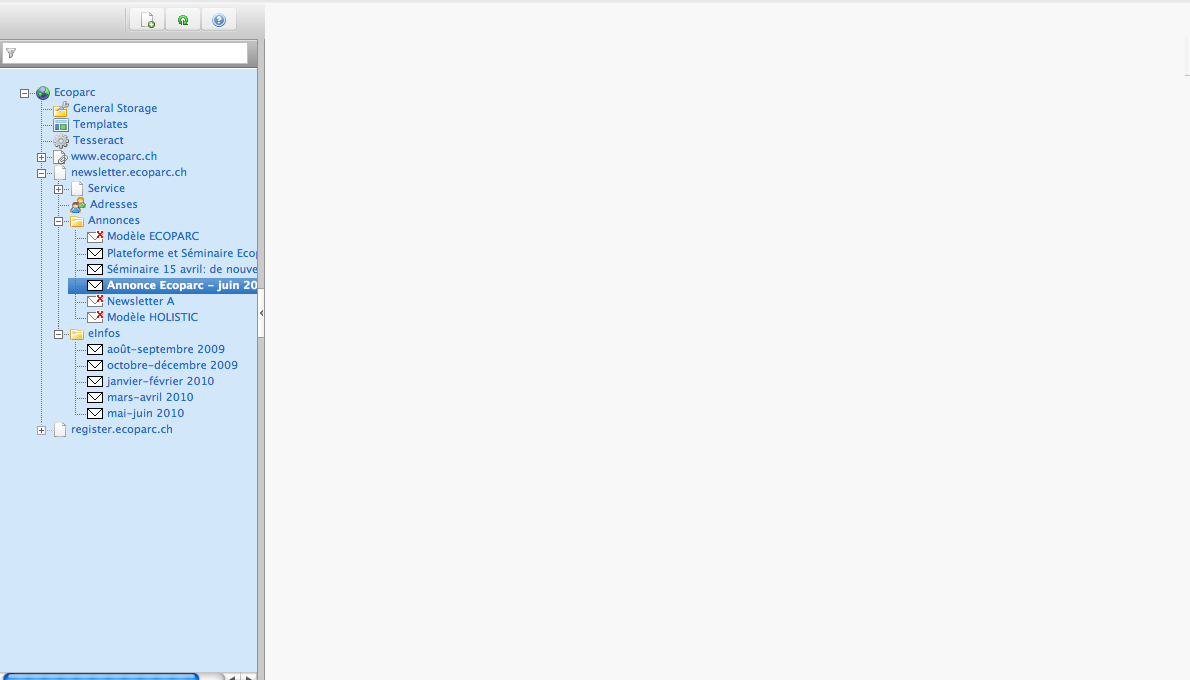 Ecoparc
General Storage
Templates
Tesseract
www.ecoparc.ch
newsletter.ecoparc.ch
Service
Adresses
Annonces
Modèle ECOPARC
Plateforme et Séminaire Ecop
Séminaire 15 avril: de nouve
Annonce Ecoparc – juin 20
Newsletter A
Modèle HOLISTIC
eInfos
août-septembre 2009
octobre-décembre 2009
janvier-février 2010
mars-avril 2010
mai-juin 2010
register.ecoparc.ch